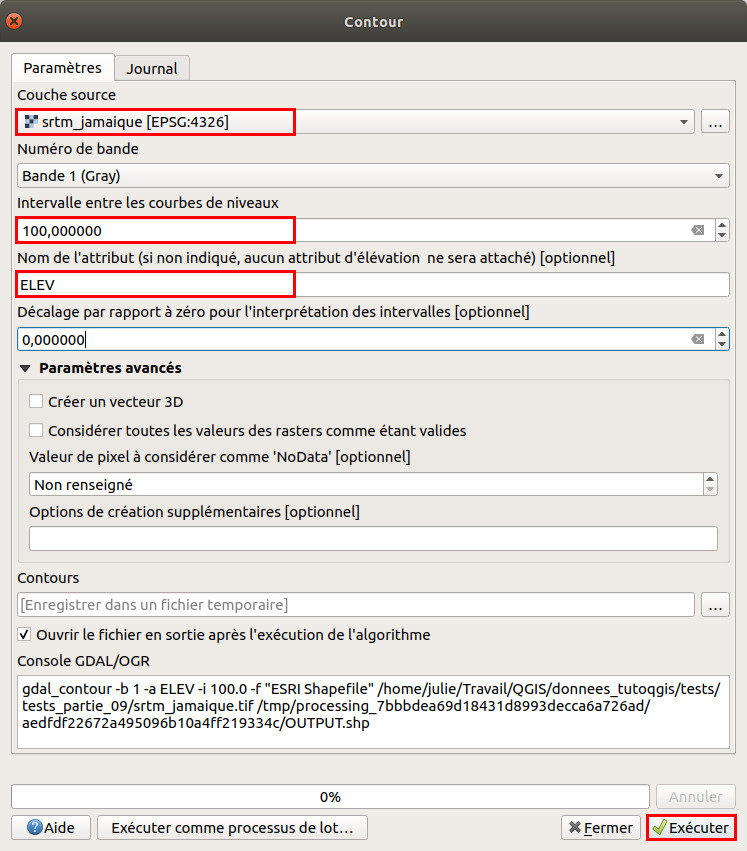 Contour
Paramètres
Journal
Couche source
srtm_jamaique [EPSG:4326]
...
Numéro de bande
Bande 1 (Gray)
Intervalle entre les courbes de niveaux
100,000000
Nom de l'attribut (si non indiqué, aucun attribut d'élévation  ne sera attaché) [optionnel]
ELEV
Décalage par rapport à zéro pour l'interprétation des intervalles [optionnel]
0,000000
Paramètres avancés
Créer un vecteur 3D
Considérer toutes les valeurs des rasters comme étant valides
Valeur de pixel à considérer comme 'NoData' [optionnel]
Non renseigné
Options de création supplémentaires [optionnel]
Contours
[Enregistrer dans un fichier temporaire]
...
Ouvrir le fichier en sortie après l'exécution de l'algorithme
Console GDAL/OGR
gdal_contour -b 1 -a ELEV -i 100.0 -f "ESRI Shapefile" /home/julie/Travail/QGIS/donnees_tutoqgis/tests/
tests_partie_09/srtm_jamaique.tif /tmp/processing_7bbbdea69d18431d8993decca6a726ad/
aedfdf22672a495096b10a4ff219334c/OUTPUT.shp
0%
Annuler
Aide
Exécuter comme processus de lot...
Fermer
Exécuter